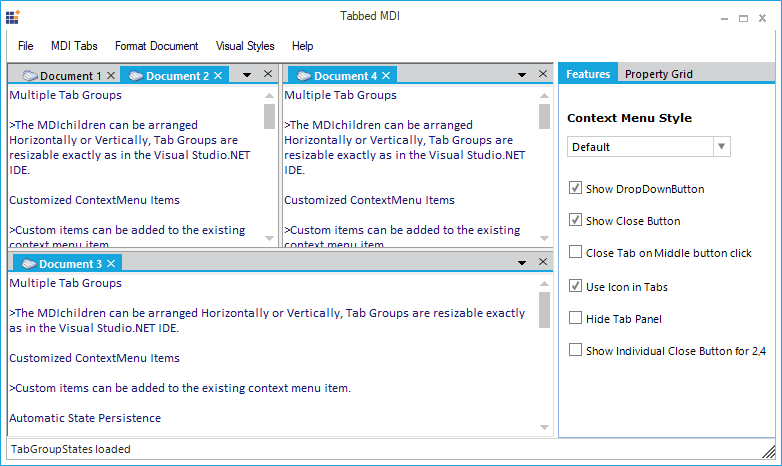 Tabbed MDI
File MDI Tabs Format Document Visual Styles Help
Document 1 Document 2
Multiple Tab Groups
>The MDIchildren can be arranged
Horizontally or Vertically, Tab Groups are
resizable exactly as in the Visual Studio.NET
IDE.
Customized ContextMenu Items
>Custom items can be added to the existing
context menu item.
Document 4
Multiple Tab Groups
>The MDIchildren can be arranged
Horizontally or Vertically, Tab Groups are
resizable exactly as in the Visual Studio.NET
IDE.
Customized ContextMenu Items
>Custom items can be added to the existing
context menu item.
Document 3
Multiple Tab Groups
>The MDIchildren can be arranged Horizontally or Vertically, Tab Groups are resizable exactly
as in the Visual Studio.NET IDE.
Customized ContextMenu Items
>Custom items can be added to the existing context menu item.
Automatic State Persistence
Features Property Grid
Context Menu Style
Default
Show DropDownButton
Show Close Button
Close Tab on Middle button click
Use Icon in Tabs
Hide Tab Panel
Show Individual Close Button for 2,4
TabGroupStates loaded